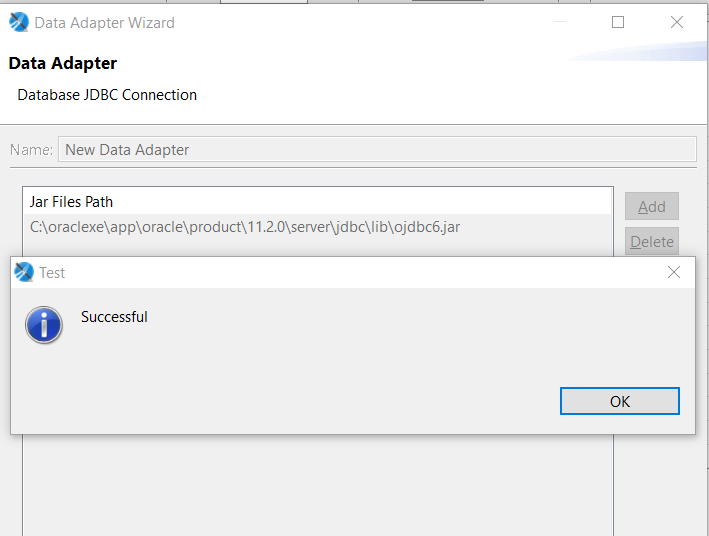 Data Adapter Wizard
Data Adapter
Database JDBC Connection
Name: New Data Adapter
Jar Files Path
Add
C:\oraclexe\app\oracle\product\11.2.0\server\jdbc\lib\ojdbc6.jar
Delete
Test
Successful
OK